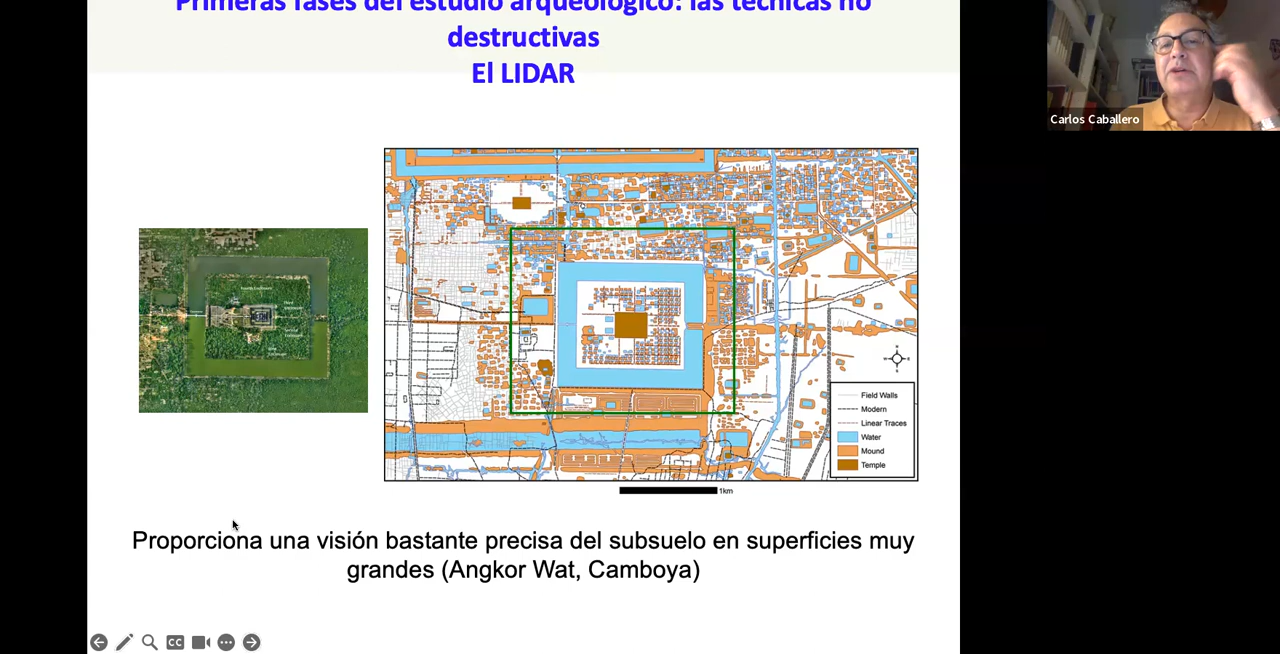 Primeras fases del estudio arqueológico: las técnicas no
destructivas
El LIDAR
Carlos Caballero
Field Walls
Modern
Linear Traces
Water
Mound
Temple
1km
Proporciona una visión bastante precisa del subsuelo en superficies muy
grandes (Angkor Wat, Camboya)
CC